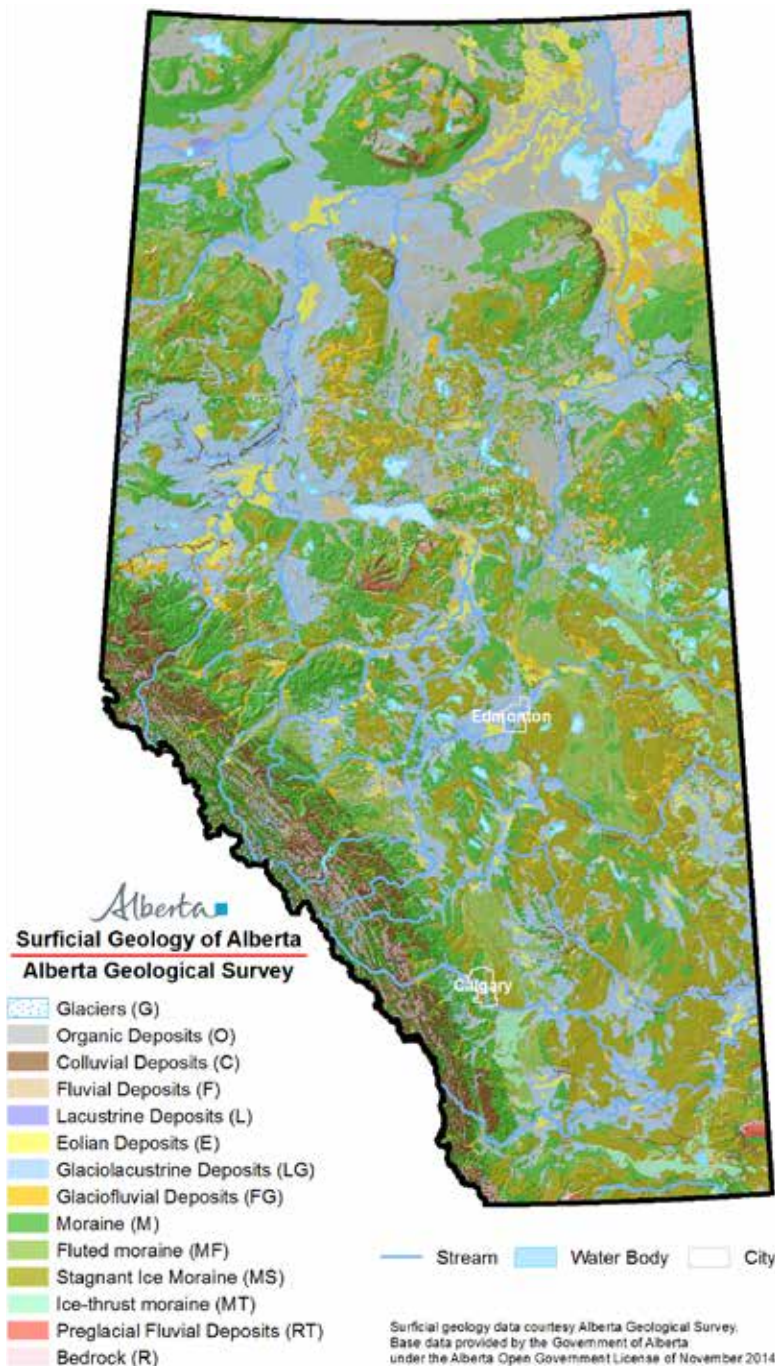 Edmonton
Calgary
Alberta
Surficial Geology of Alberta
Alberta Geological Survey
Glaciers (G)
Organic Deposits (O)
Colluvial Deposits (C)
Fluvial Deposits (F)
Lacustrine Deposits (L)
Eolian Deposits (E)
Glaciolacustrine Deposits (LG)
Glaciofluvial Deposits (FG)
Moraine (M)
Fluted moraine (MF)
Stagnant Ice Moraine (MS)
Ice-thrust moraine (MT)
Preglacial Fluvial Deposits (RT)
Bedrock (R)
Stream
Water Body
City
Surficial geology data courtesy Alberta Geological Survey.
Base data provided by the Government of Alberta
under the Alberta Open Government License of November 2014